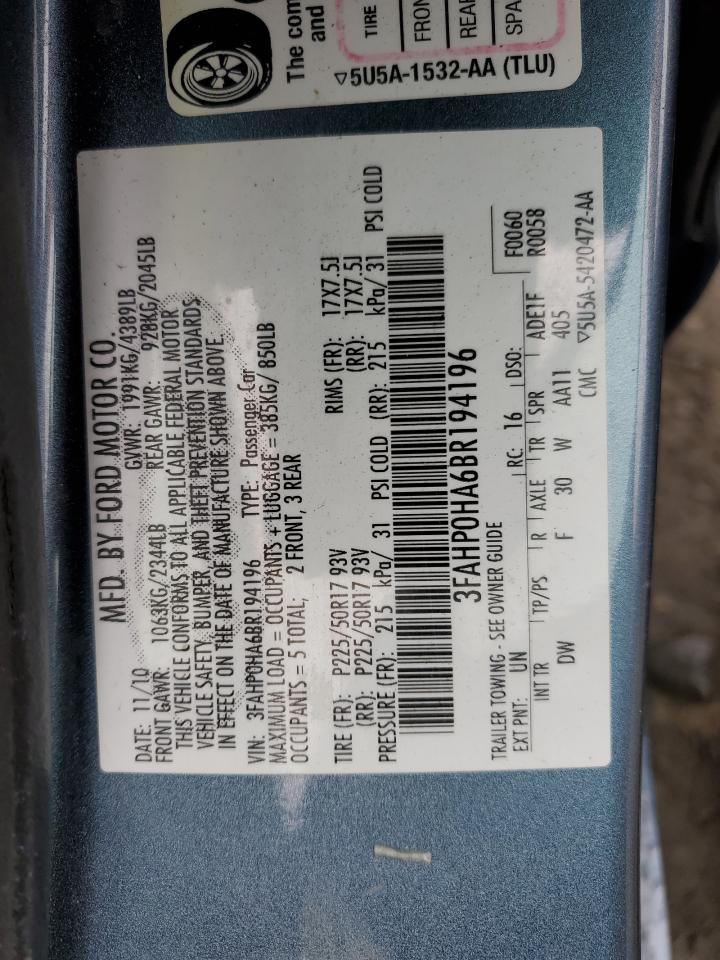 The com
and
TIRE
FRON
REAR
SPA
▽5U5A-1532-AA (TLU)
MFD. BY FORD MOTOR CO.
DATE: 11/10 GVWR: 1991KG/4389LB
FRONT GAWR: 1063KG/2344LB REAR GAWR: 928KG/2045LB
THIS VEHICLE CONFORMS TO ALL APPLICABLE FEDERAL MOTOR
VEHICLE SAFETY, BUMPER, AND THEFT PREVENTION STANDARDS
IN EFFECT ON THE DATE OF MANUFACTURE SHOWN ABOVE.
VIN: 3FAHP0HA6BR194196 TYPE: Passenger Car
MAXIMUM LOAD = OCCUPANTS + LUGGAGE = 385KG/ 850LB
OCCUPANTS = 5 TOTAL, 2 FRONT, 3 REAR
TIRE (FR): P225/50R17 93V RIMS (FR): 17X7.5J
(RR): P225/50R17 93V (RR): 17X7.5J
PRESSURE (FR): 215 kPa/ 31 PSI COLD (RR): 215 kPa/ 31 PSI COLD
3FAHP0HA6BR194196
TRAILER TOWING - SEE OWNER GUIDE F0060
EXT PNT: UN RC: 16 DSO: R0058
INT TR TP/PS R AXLE TR SPR ADE1F
DW F 30 W AA11 405
CMC ▽5U5A-5420472-AA